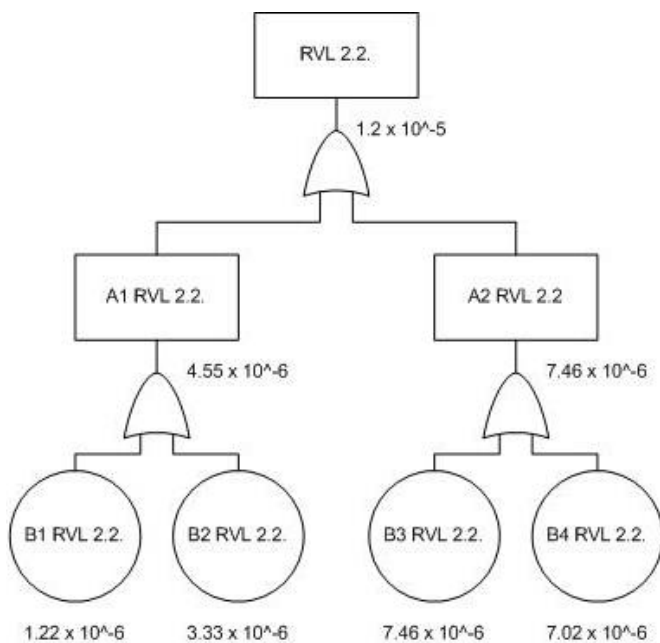 RVL 2.2.
1.2 x 10^-5
A1 RVL 2.2.
A2 RVL 2.2
4.55 x 10^-6
7.46 x 10^-6
B1 RVL 2.2.
B2 RVL 2.2.
B3 RVL 2.2.
B4 RVL 2.2.
1.22 x 10^-6
3.33 x 10^-6
7.46 x 10^-6
7.02 x 10^-6